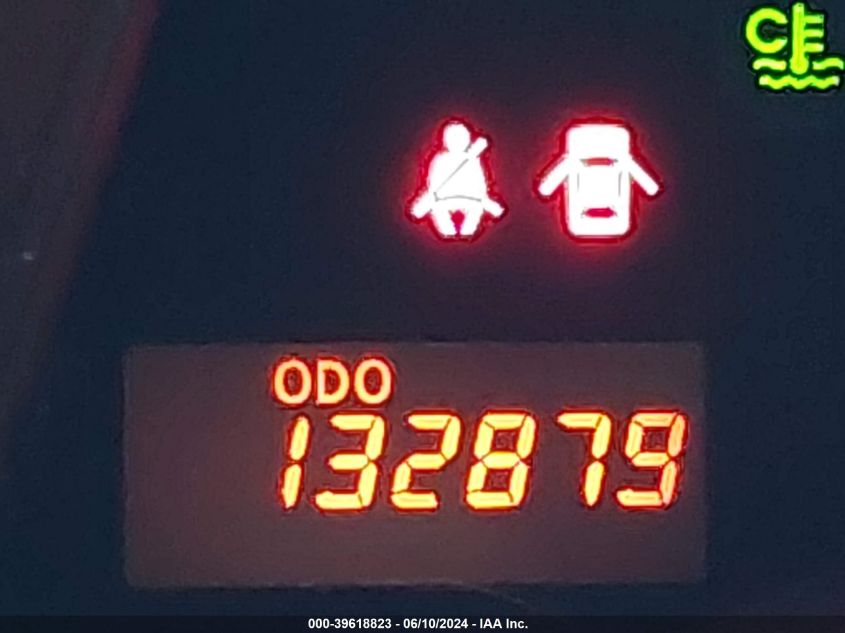 C
ODO
132879
000-39618823 - 06/10/2024 - IAA Inc.